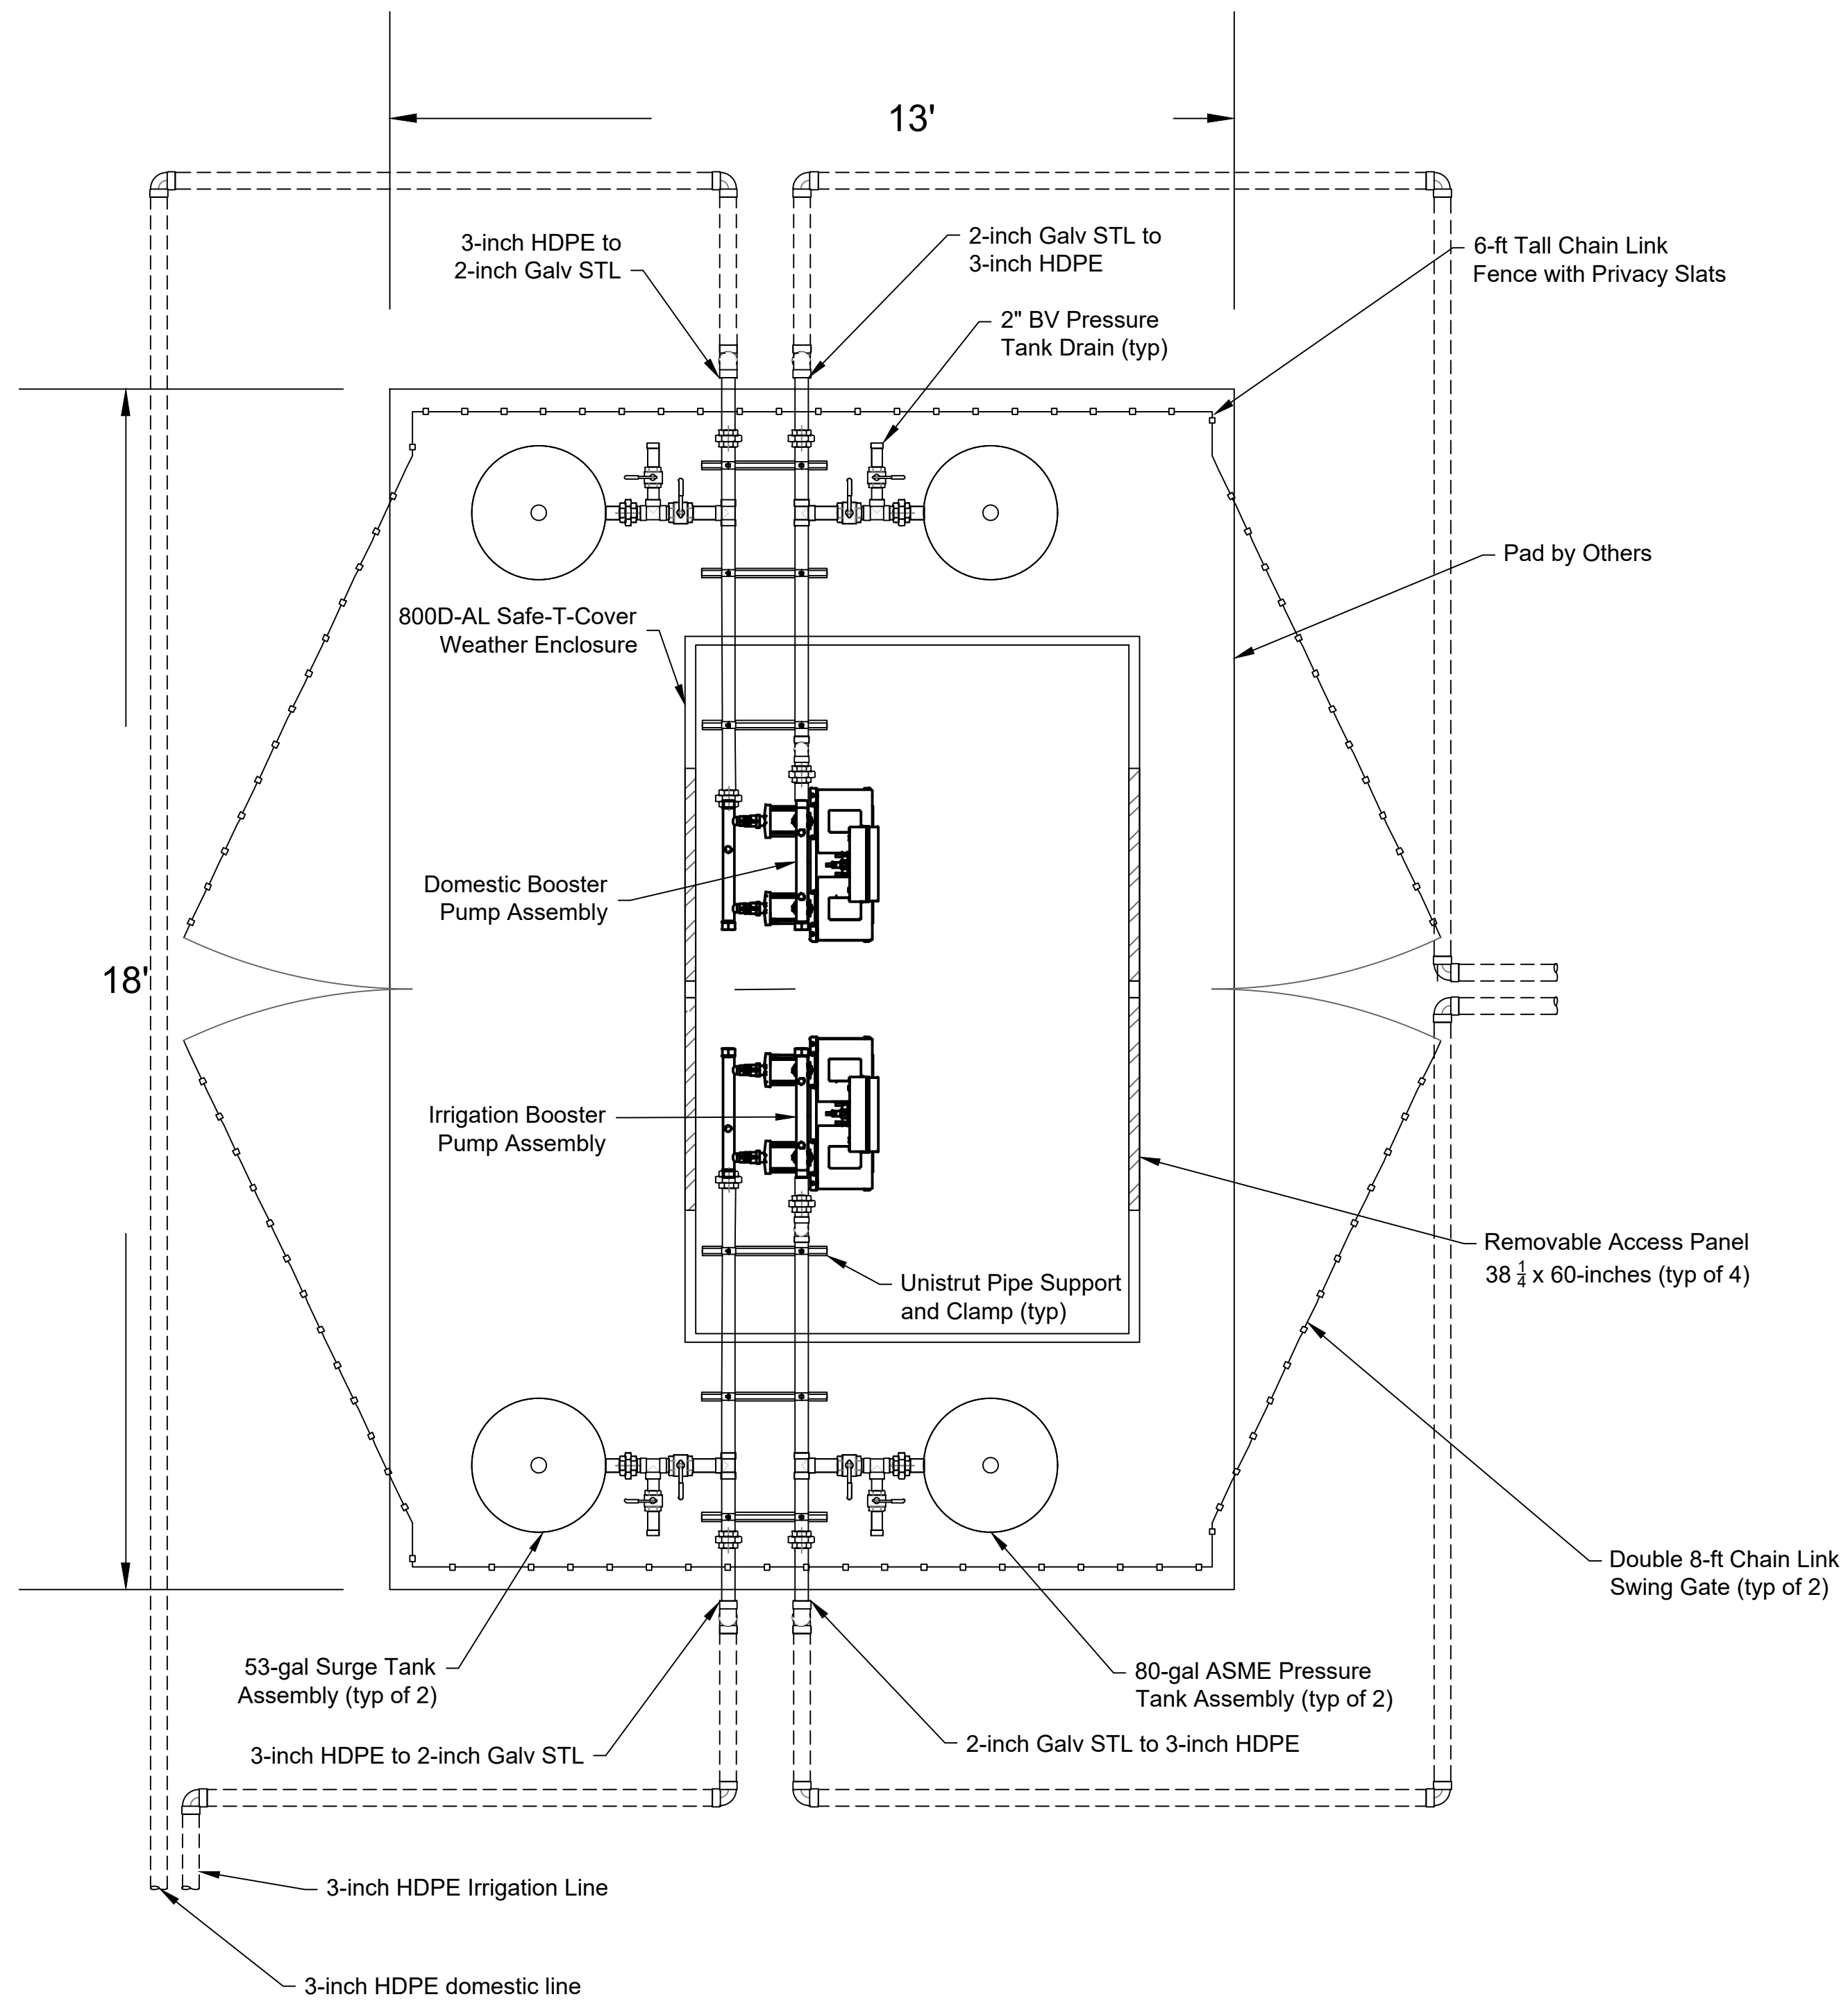 13'
3-inch HDPE to
2-inch Galv STL
2-inch Galv STL to
3-inch HDPE
6-ft Tall Chain Link
Fence with Privacy Slats
2" BV Pressure
Tank Drain (typ)
Pad by Others
800D-AL Safe-T-Cover
Weather Enclosure
Domestic Booster
Pump Assembly
18'
Irrigation Booster
Pump Assembly
Removable Access Panel
38 1/4 x 60-inches (typ of 4)
Unistrut Pipe Support
and Clamp (typ)
Double 8-ft Chain Link
Swing Gate (typ of 2)
53-gal Surge Tank
Assembly (typ of 2)
80-gal ASME Pressure
Tank Assembly (typ of 2)
3-inch HDPE to 2-inch Galv STL
2-inch Galv STL to 3-inch HDPE
3-inch HDPE Irrigation Line
3-inch HDPE domestic line